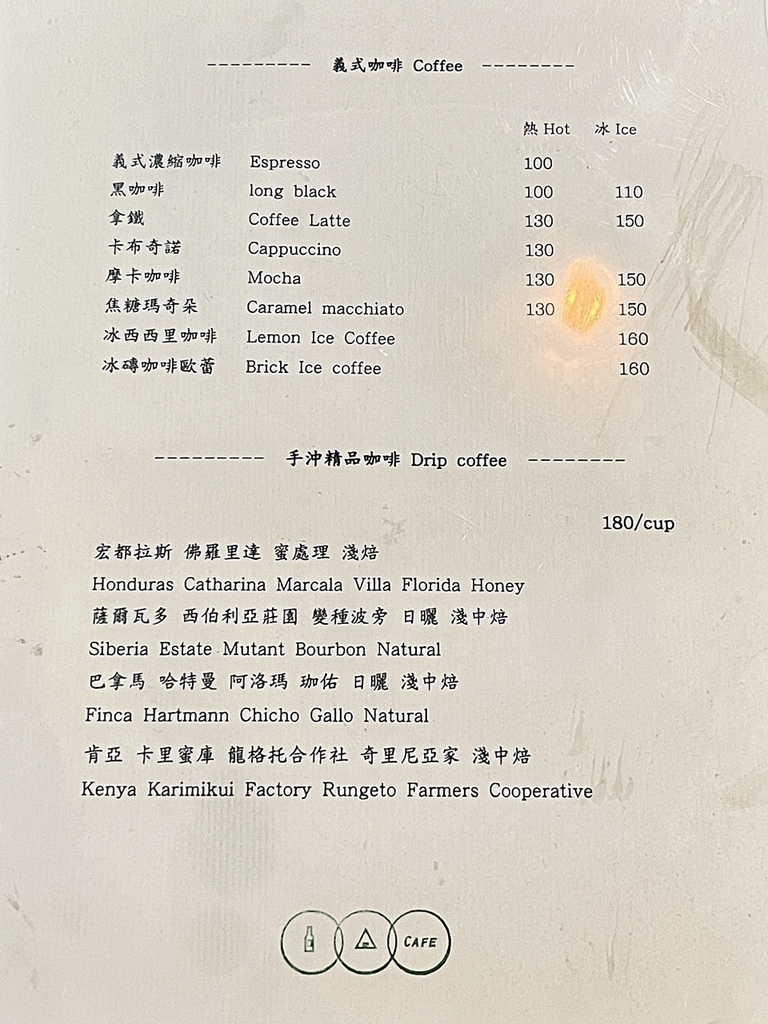 --------- 義式咖啡 Coffee --------
熱 Hot 冰 Ice
義式濃縮咖啡 Espresso 100
黑咖啡 long black 100 110
拿鐵 Coffee Latte 130 150
卡布奇諾 Cappuccino 130
摩卡咖啡 Mocha 130 150
焦糖瑪奇朵 Caramel macchiato 130 150
冰西西里咖啡 Lemon Ice Coffee 160
冰磚咖啡歐蕾 Brick Ice coffee 160
--------- 手沖精品咖啡 Drip coffee --------
180/cup
宏都拉斯 佛羅里達 蜜處理 淺焙
Honduras Catharina Marcala Villa Florida Honey
薩爾瓦多 西伯利亞莊園 變種波旁 日曬 淺中焙
Siberia Estate Mutant Bourbon Natural
巴拿馬 哈特曼 阿洛瑪 珈佑 日曬 淺中焙
Finca Hartmann Chicho Gallo Natural
肯亞 卡里蜜庫 龍格托合作社 奇里尼亞家 淺中焙
Kenya Karimikui Factory Rungeto Farmers Cooperative
CAFE